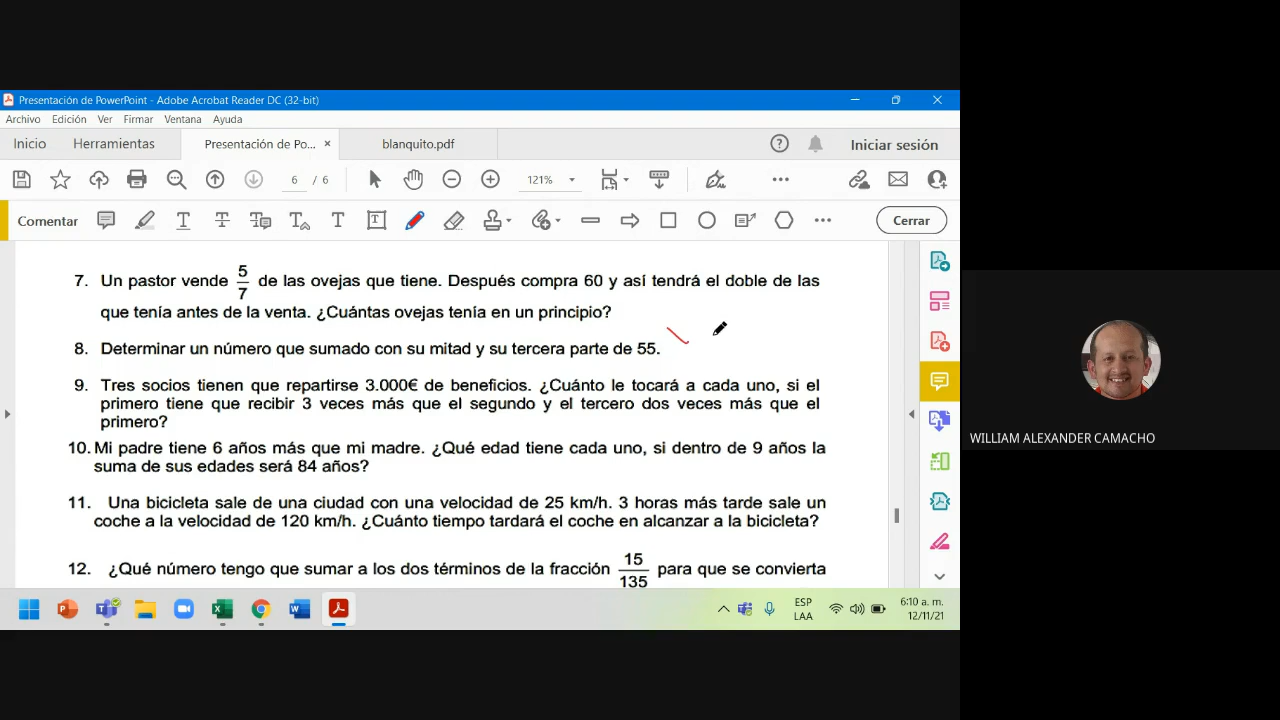 Presentación de PowerPoint - Adobe Acrobat Reader DC (32-bit)
Archivo Edición Ver Firmar Ventana Ayuda
Inicio Herramientas Presentación de Po... × blanquito.pdf Iniciar sesión
6 / 6 121%
Comentar Cerrar
7. Un pastor vende 5/7 de las ovejas que tiene. Después compra 60 y así tendrá el doble de las
que tenía antes de la venta. ¿Cuántas ovejas tenía en un principio?
8. Determinar un número que sumado con su mitad y su tercera parte de 55.
9. Tres socios tienen que repartirse 3.000€ de beneficios. ¿Cuánto le tocará a cada uno, si el
primero tiene que recibir 3 veces más que el segundo y el tercero dos veces más que el
primero?
10. Mi padre tiene 6 años más que mi madre. ¿Qué edad tiene cada uno, si dentro de 9 años la
suma de sus edades será 84 años?
11. Una bicicleta sale de una ciudad con una velocidad de 25 km/h. 3 horas más tarde sale un
coche a la velocidad de 120 km/h. ¿Cuánto tiempo tardará el coche en alcanzar a la bicicleta?
12. ¿Qué número tengo que sumar a los dos términos de la fracción 15/135 para que se convierta
WILLIAM ALEXANDER CAMACHO
ESP
LAA
6:10 a. m.
12/11/21